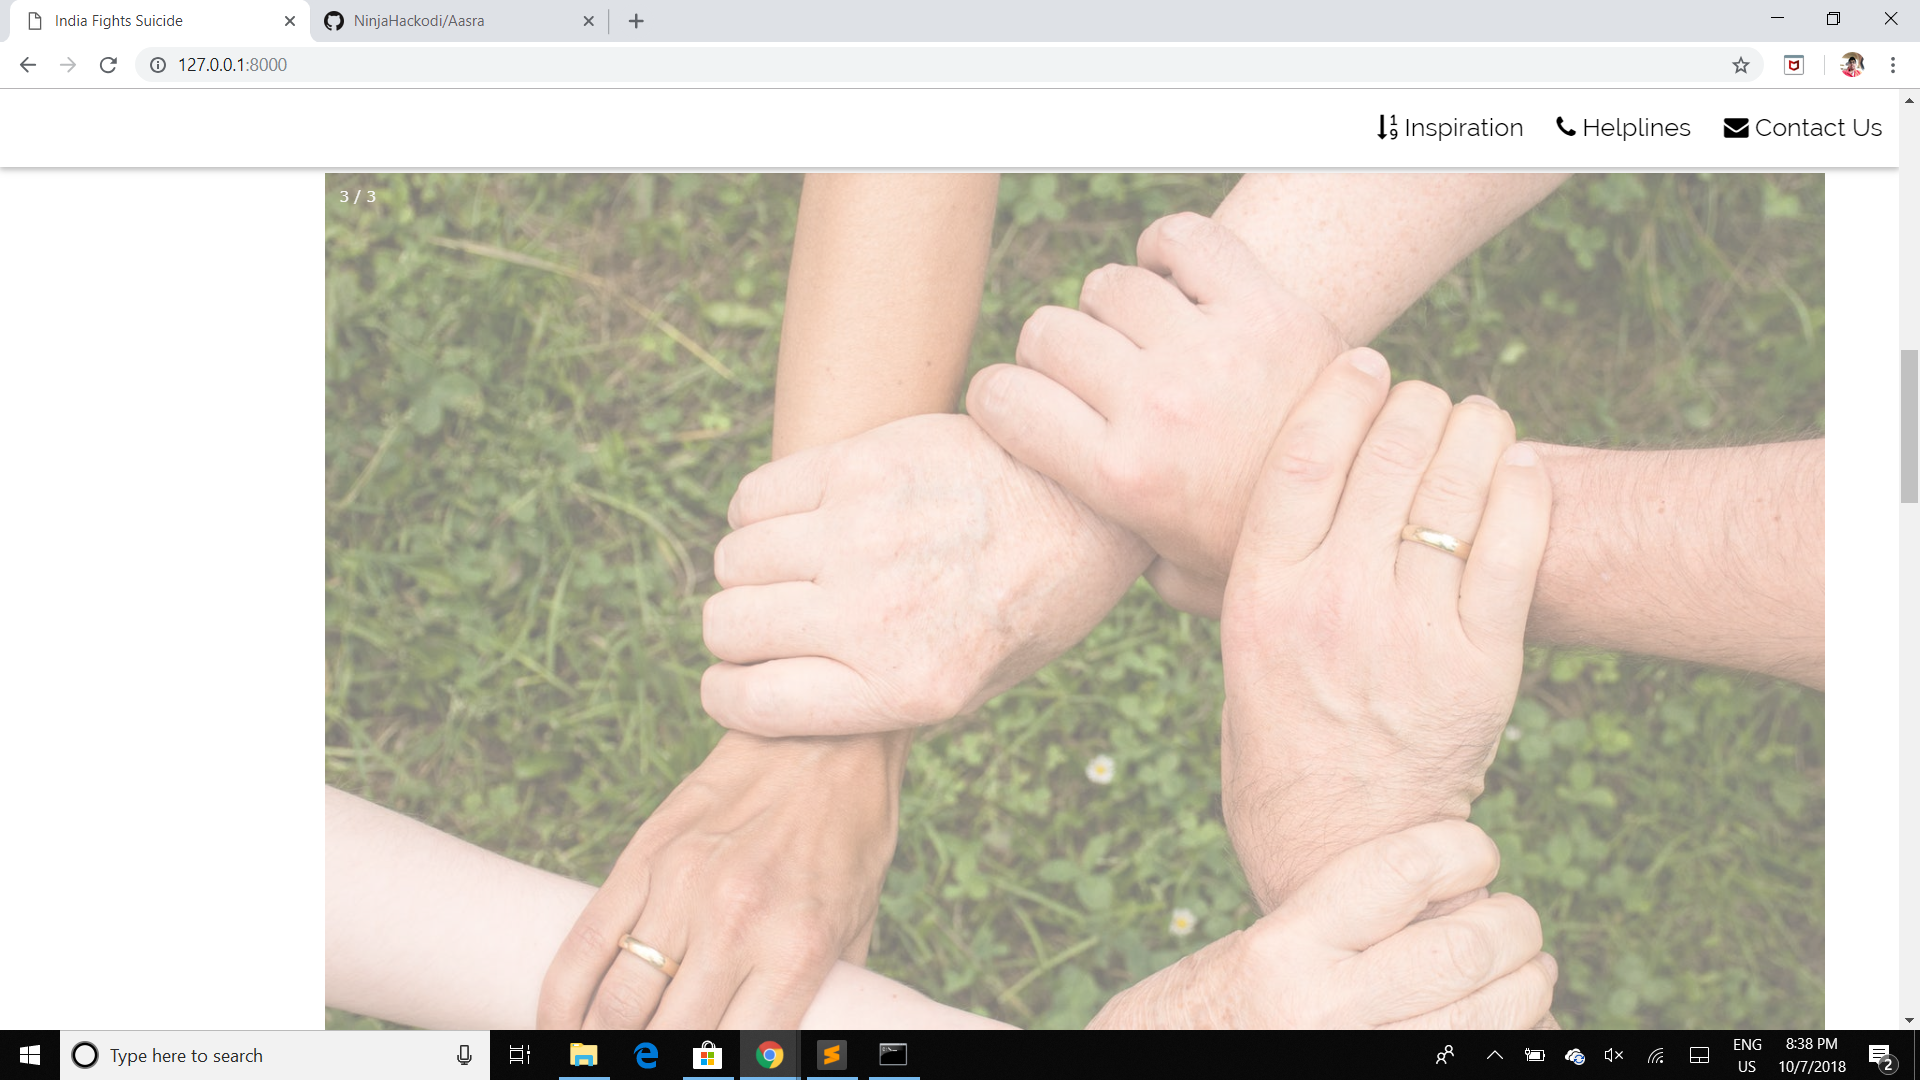 India Fights Suicide
NinjaHackodi/Aasra
127.0.0.1:8000
Inspiration
Helplines
Contact Us
3 / 3
Type here to search
ENG
US
8:38 PM
10/7/2018
2